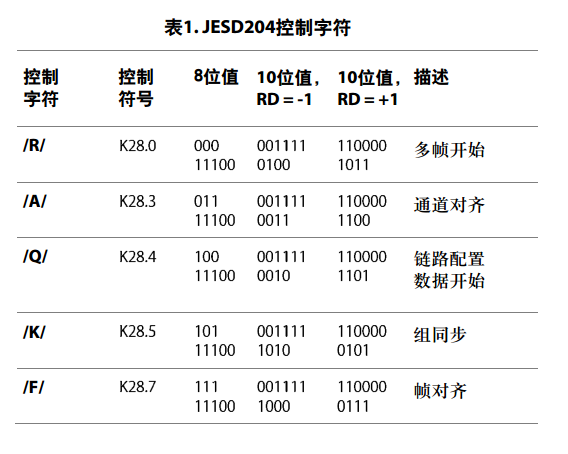 表1. JESD204控制字符
控制 控制 8位值 10位值， 10位值， 描述
字符 符号 RD = -1 RD = +1
/R/ K28.0 000 001111 110000 多帧开始
11100 0100 1011
/A/ K28.3 011 001111 110000 通道对齐
11100 0011 1100
/Q/ K28.4 100 001111 110000 链路配置
11100 0010 1101 数据开始
/K/ K28.5 101 001111 110000 组同步
11100 1010 0101
/F/ K28.7 111 001111 110000 帧对齐
11100 1000 0111